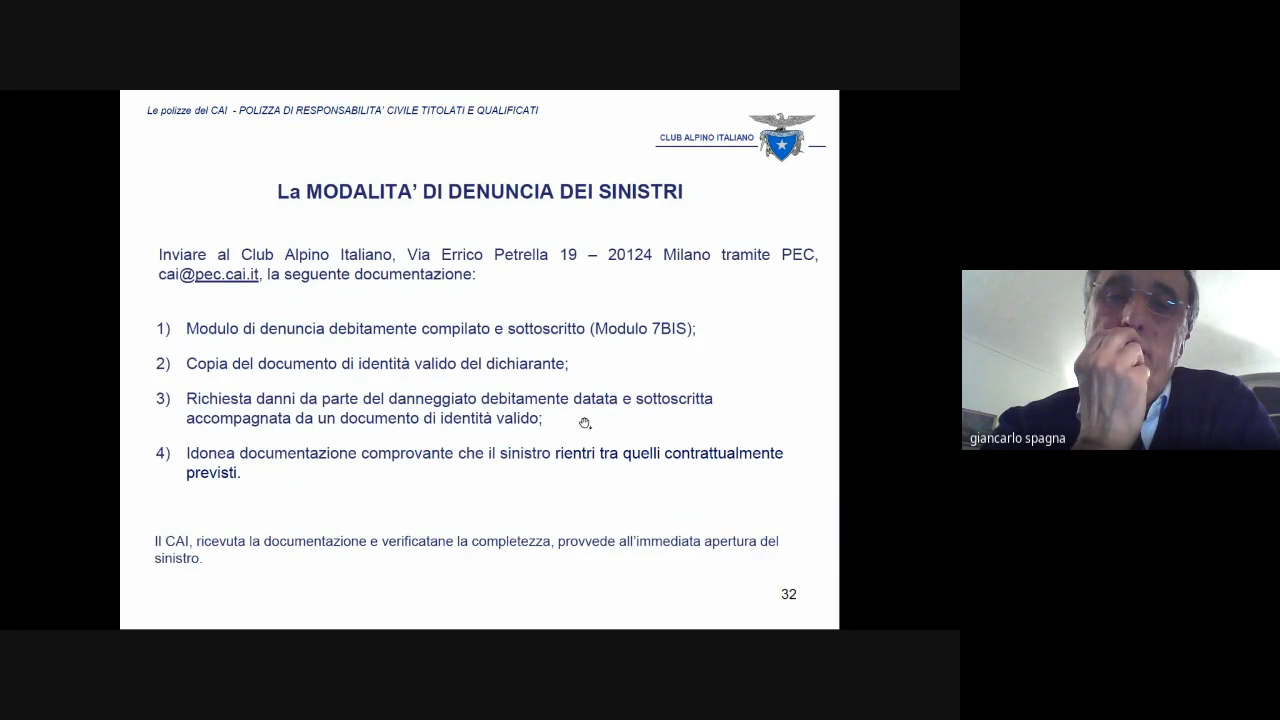 Le polizze del CAI - POLIZZA DI RESPONSABILITA' CIVILE TITOLATI E QUALIFICATI
CLUB ALPINO ITALIANO
La MODALITA' DI DENUNCIA DEI SINISTRI
Inviare al Club Alpino Italiano, Via Errico Petrella 19 – 20124 Milano tramite PEC,
cai@pec.cai.it, la seguente documentazione:
1) Modulo di denuncia debitamente compilato e sottoscritto (Modulo 7BIS);
2) Copia del documento di identità valido del dichiarante;
3) Richiesta danni da parte del danneggiato debitamente datata e sottoscritta
accompagnata da un documento di identità valido;
4) Idonea documentazione comprovante che il sinistro rientri tra quelli contrattualmente
previsti.
Il CAI, ricevuta la documentazione e verificatane la completezza, provvede all'immediata apertura del
sinistro.
32
giancarlo spagna